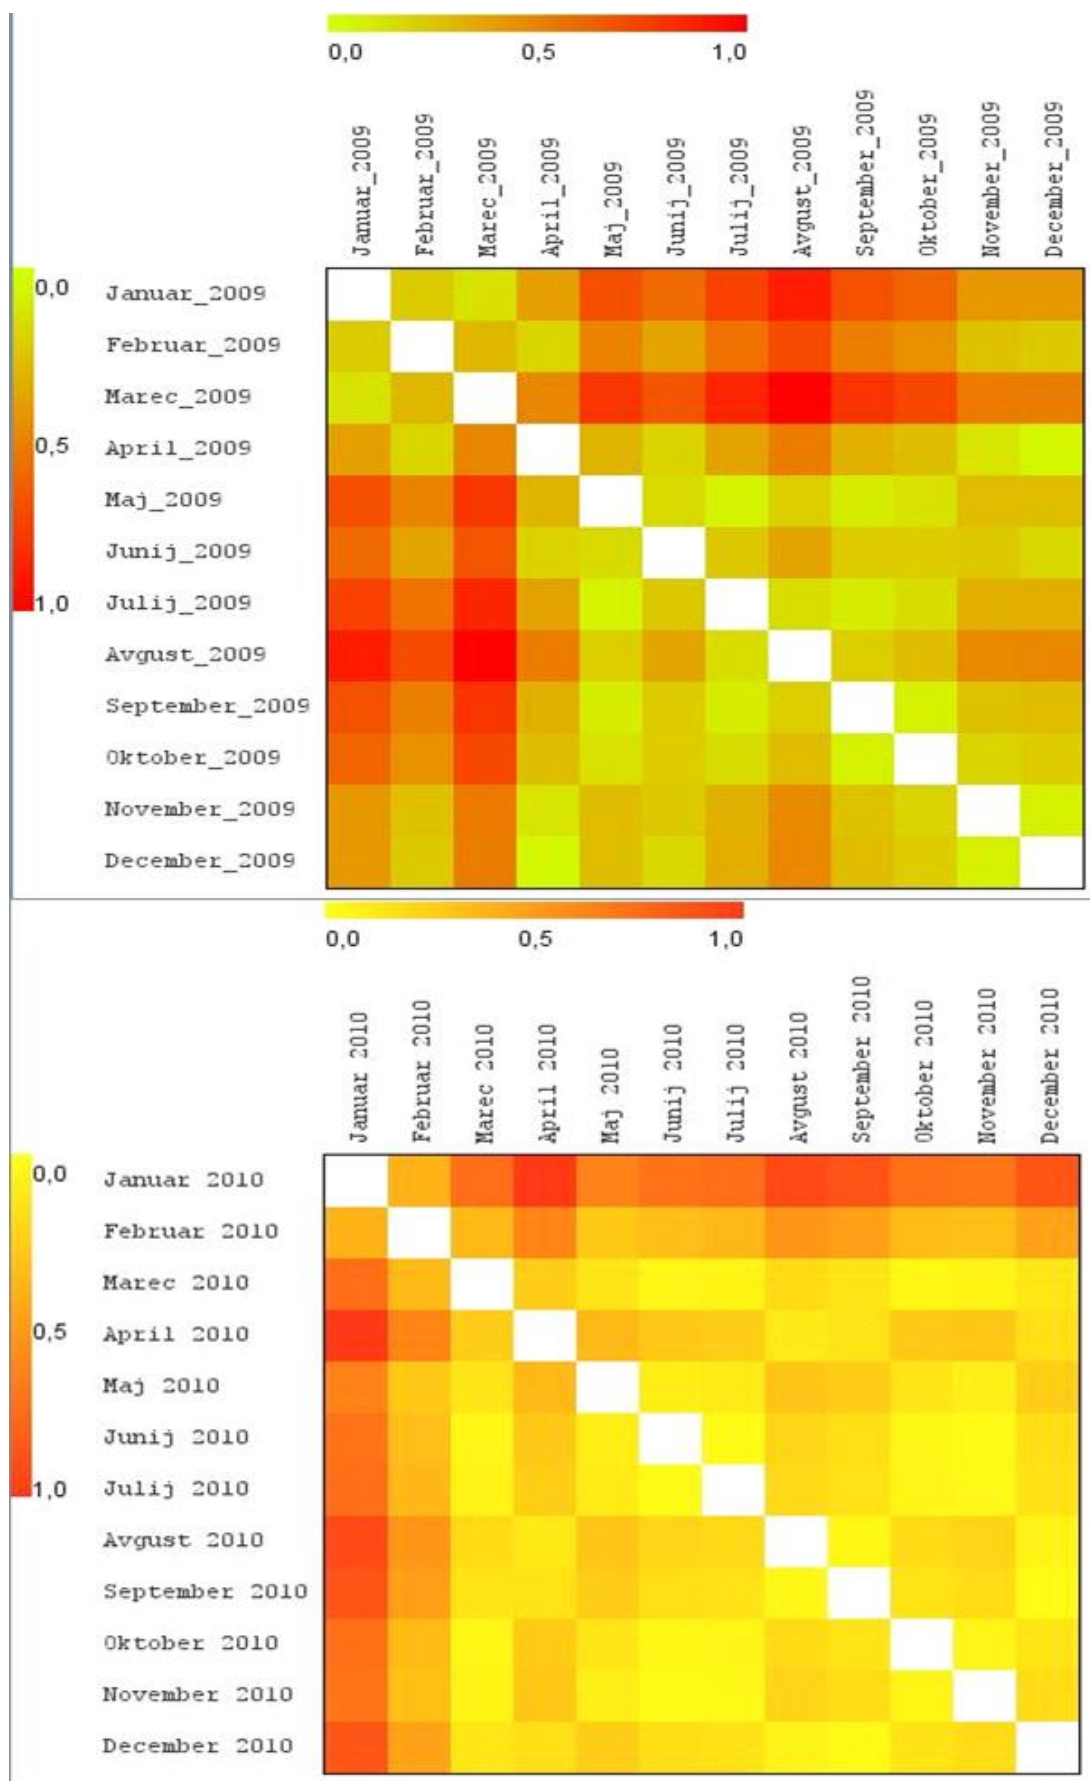 0,0 0,5 1,0
Januar_2009 Februar_2009 Marec_2009 April_2009 Maj_2009 Junij_2009 Julij_2009 Avgust_2009 September_2009 Oktober_2009 November_2009 December_2009
0,0
Januar_2009
Februar_2009
Marec_2009
0,5
April_2009
Maj_2009
Junij_2009
1,0
Julij_2009
Avgust_2009
September_2009
Oktober_2009
November_2009
December_2009
0,0 0,5 1,0
Januar 2010 Februar 2010 Marec 2010 April 2010 Maj 2010 Junij 2010 Julij 2010 Avgust 2010 September 2010 Oktober 2010 November 2010 December 2010
0,0
Januar 2010
Februar 2010
Marec 2010
0,5
April 2010
Maj 2010
Junij 2010
1,0
Julij 2010
Avgust 2010
September 2010
Oktober 2010
November 2010
December 2010